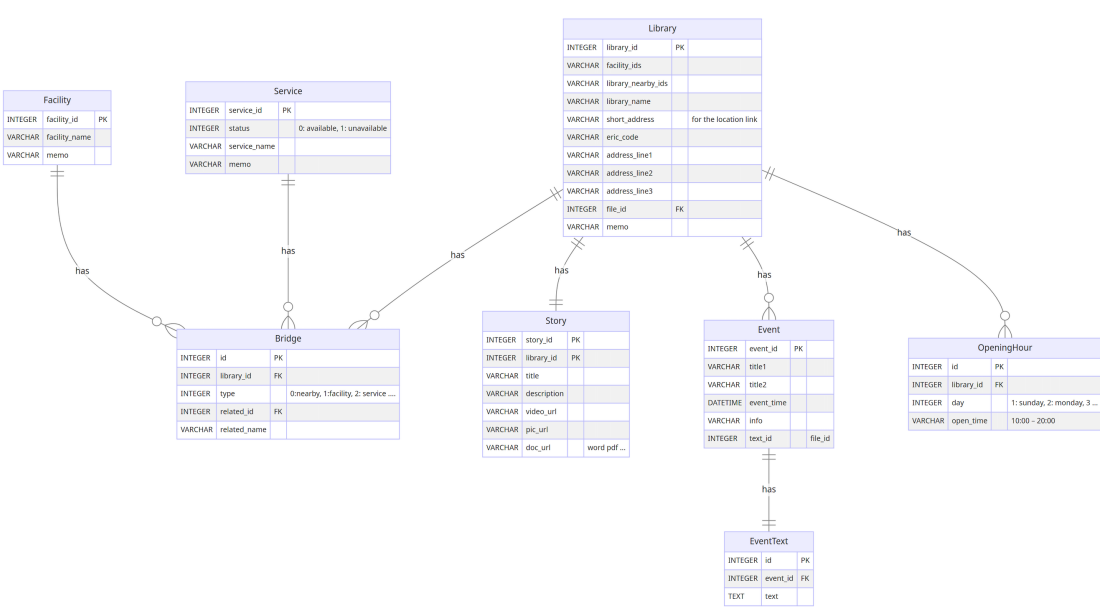 Library
INTEGER library_id PK
VARCHAR facility_ids
VARCHAR library_nearby_ids
VARCHAR library_name
VARCHAR short_address for the location link
VARCHAR eric_code
VARCHAR address_line1
VARCHAR address_line2
VARCHAR address_line3
INTEGER file_id FK
VARCHAR memo
Facility
INTEGER facility_id PK
VARCHAR facility_name
VARCHAR memo
Service
INTEGER service_id PK
INTEGER status 0: available, 1: unavailable
VARCHAR service_name
VARCHAR memo
has
has
has
has
has
has
Bridge
INTEGER id PK
INTEGER library_id FK
INTEGER type 0:nearby, 1:facility, 2: service ....
INTEGER related_id FK
VARCHAR related_name
Story
INTEGER story_id PK
INTEGER library_id PK
VARCHAR title
VARCHAR description
VARCHAR video_url
VARCHAR pic_url
VARCHAR doc_url word pdf ...
Event
INTEGER event_id PK
VARCHAR title1
VARCHAR title2
DATETIME event_time
VARCHAR info
INTEGER text_id file_id
OpeningHour
INTEGER id PK
INTEGER library_id FK
INTEGER day 1: sunday, 2: monday, 3 ...
VARCHAR open_time 10:00 - 20:00
has
EventText
INTEGER id PK
INTEGER event_id FK
TEXT text